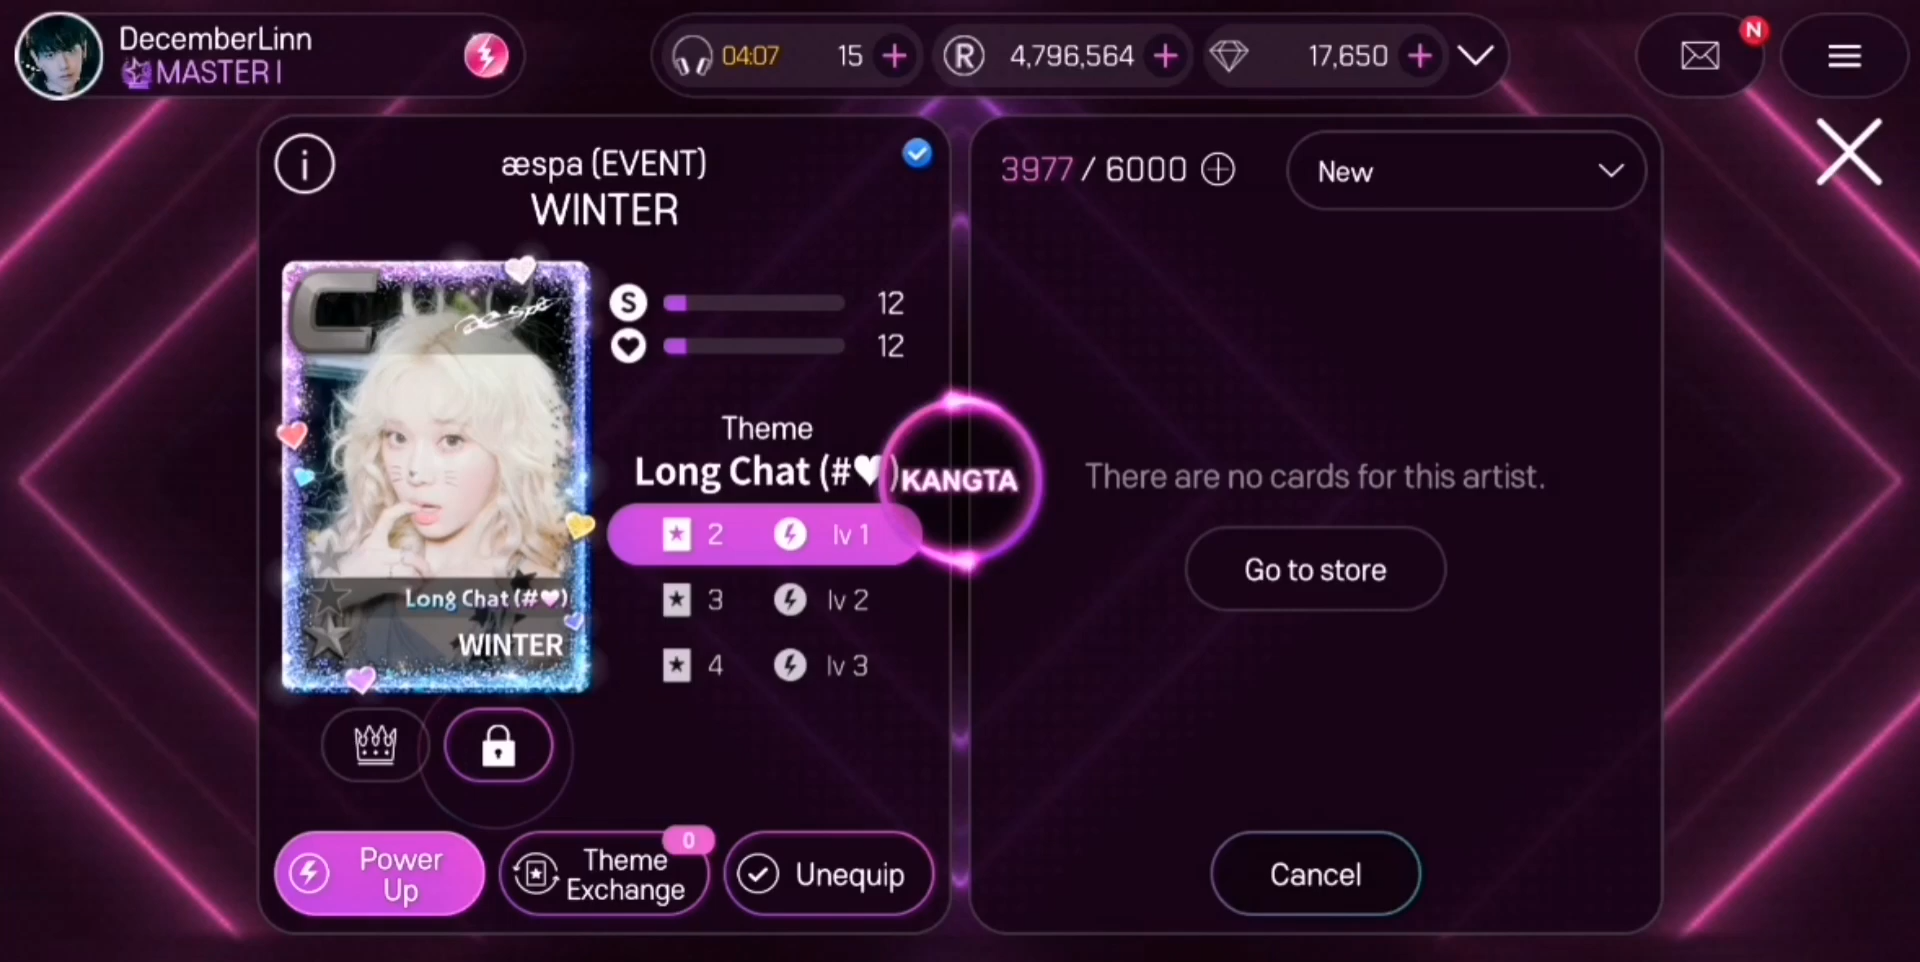 DecemberLinn
MASTER I
04:07
15
R
4,796,564
17,650
N
i
æspa (EVENT)
WINTER
C
æspa
S
12
12
Theme
Long Chat (#♥)
2
lv 1
3
lv 2
4
lv 3
Long Chat (#♥)
WINTER
Power
Up
0
Theme
Exchange
Unequip
KANGTA
3977 / 6000
New
There are no cards for this artist.
Go to store
Cancel